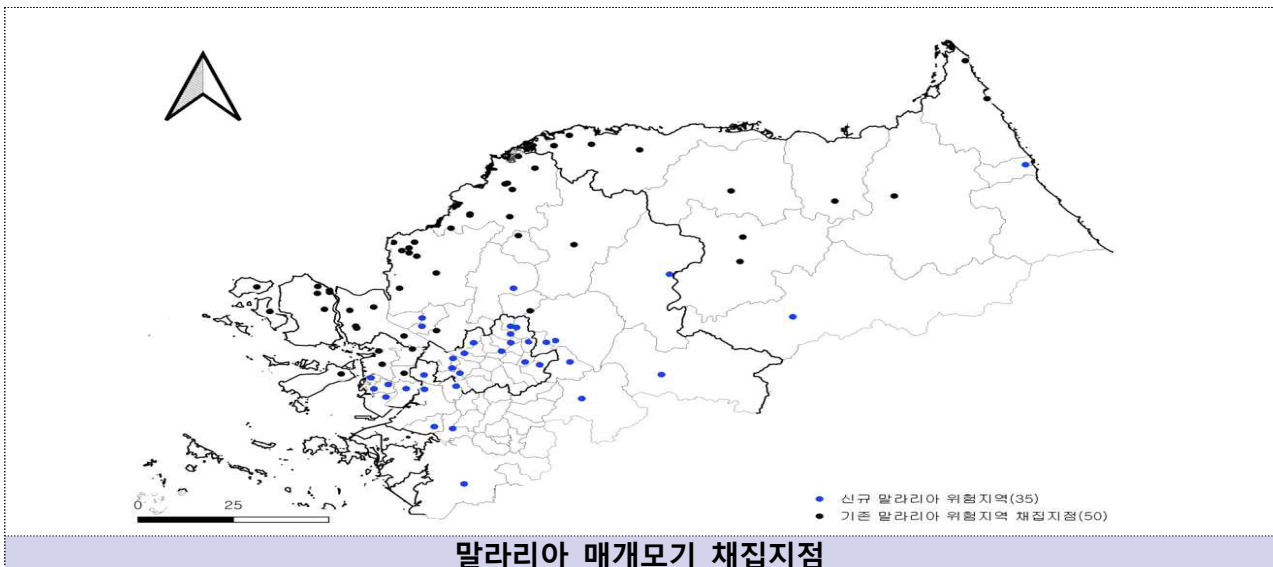 0 25
신규 말라리아 위험지역(35)
기존 말라리아 위험지역 채집지점(50)
말라리아 매개모기 채집지점